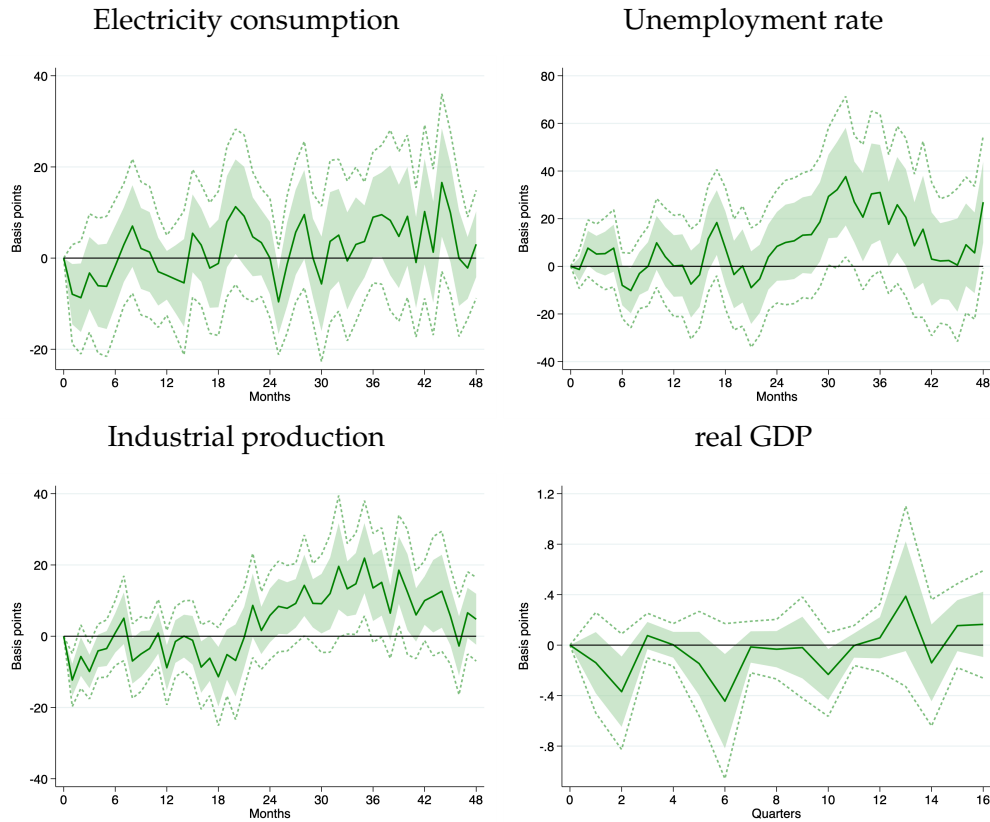 Electricity consumption
Basis points
40
20
0
-20
0 6 12 18 24 30 36 42 48
Months
Unemployment rate
Basis points
80
60
40
20
0
-20
-40
0 6 12 18 24 30 36 42 48
Months
Industrial production
Basis points
40
20
0
-20
-40
0 6 12 18 24 30 36 42 48
Months
real GDP
Basis points
1.2
.8
.4
0
-.4
-.8
0 2 4 6 8 10 12 14 16
Quarters